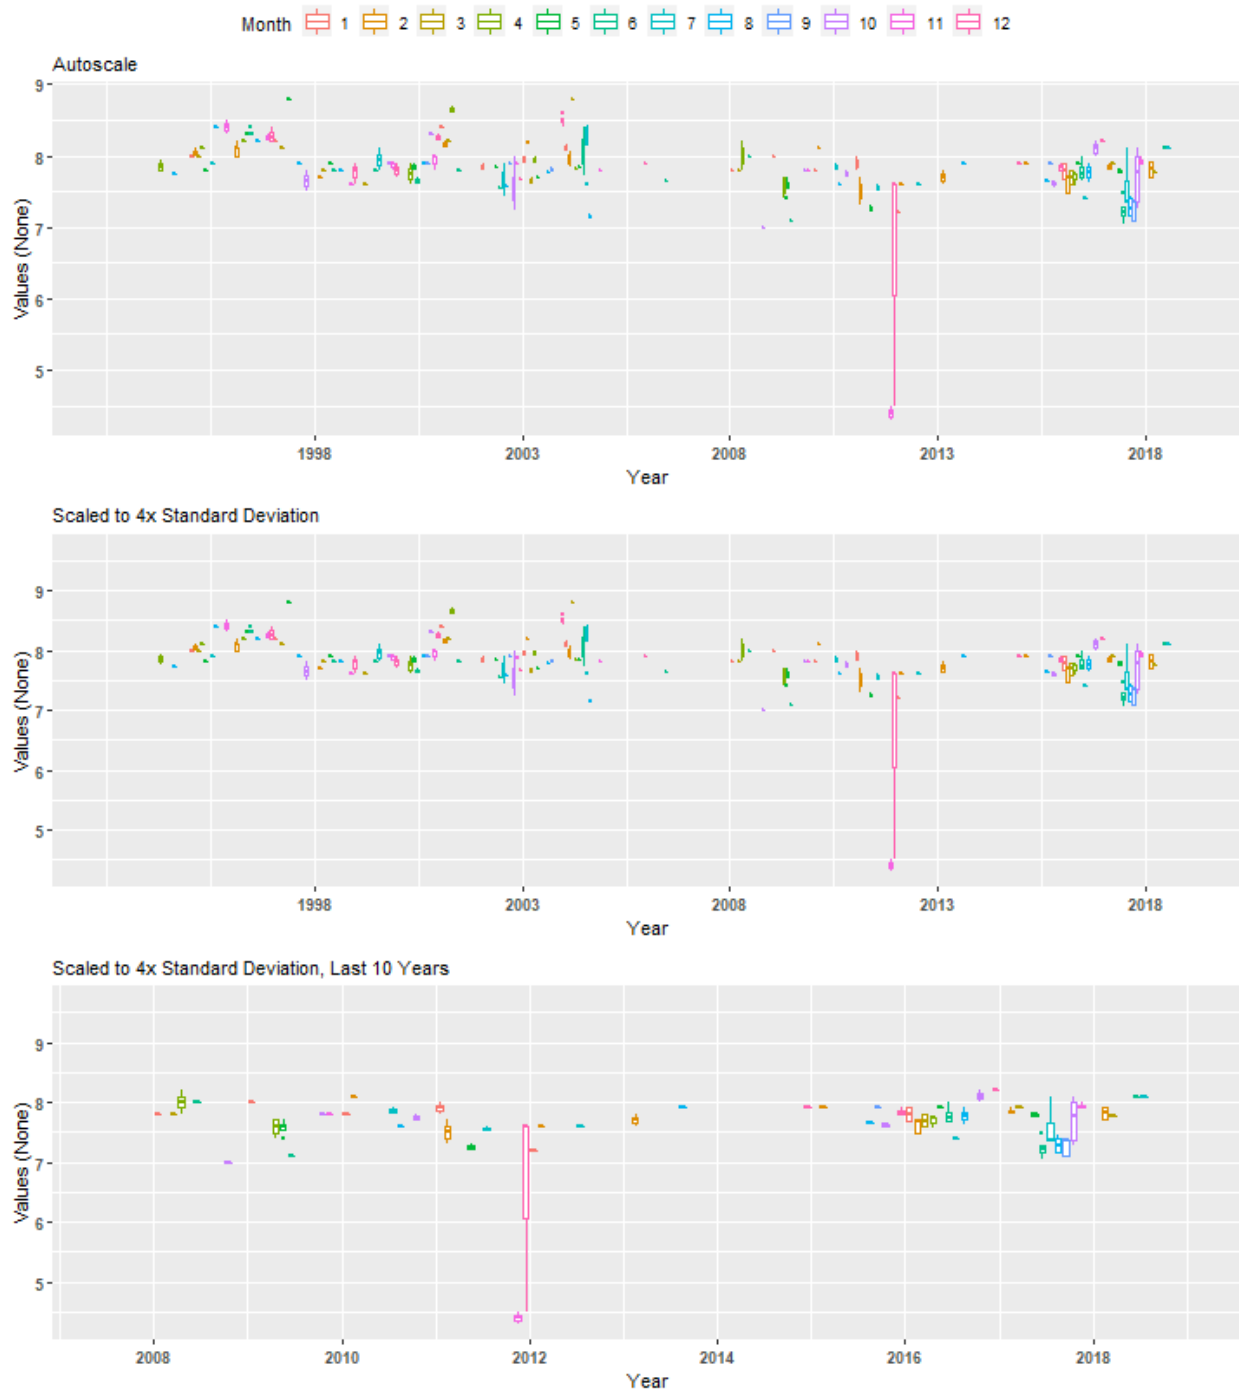 Month 1 2 3 4 5 6 7 8 9 10 11 12
Autoscale
9
8
7
6
5
Values (None)
1998 2003 2008 2013 2018
Year
Scaled to 4x Standard Deviation
9
8
7
6
5
Values (None)
1998 2003 2008 2013 2018
Year
Scaled to 4x Standard Deviation, Last 10 Years
9
8
7
6
5
Values (None)
2008 2010 2012 2014 2016 2018
Year